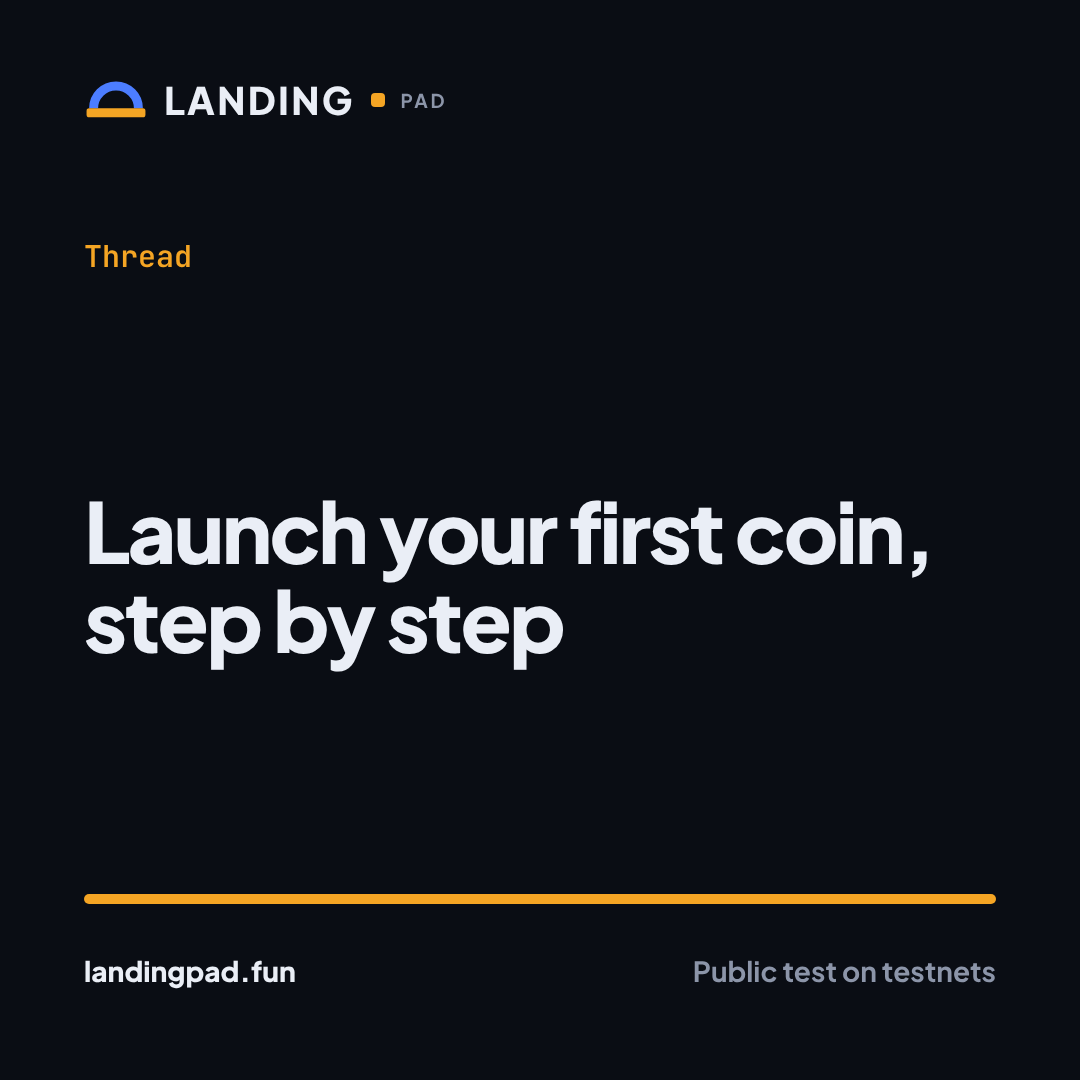 LANDING PAD
Thread
Launch your first coin,
step by step
landingpad.fun
Public test on testnets